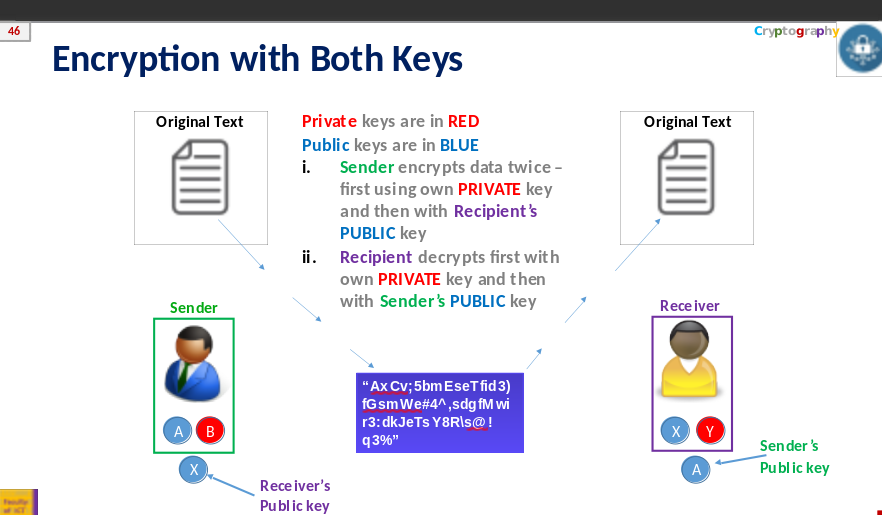 46
Cryptography
Encryption with Both Keys
Original Text
Private keys are in RED
Public keys are in BLUE
i. Sender encrypts data twice –
first using own PRIVATE key
and then with Recipient's
PUBLIC key
ii. Recipient decrypts first with
own PRIVATE key and then
with Sender's PUBLIC key
Original Text
Sender
A B
X
Receiver's
Public key
"AxCv;5bmEseTfid3)
fGsmWe#4^,sdgfMwi
r3:dkJeTsY8R\s@!
q3%"
Receiver
X Y
A
Sender's
Public key
Faculty
of ICT